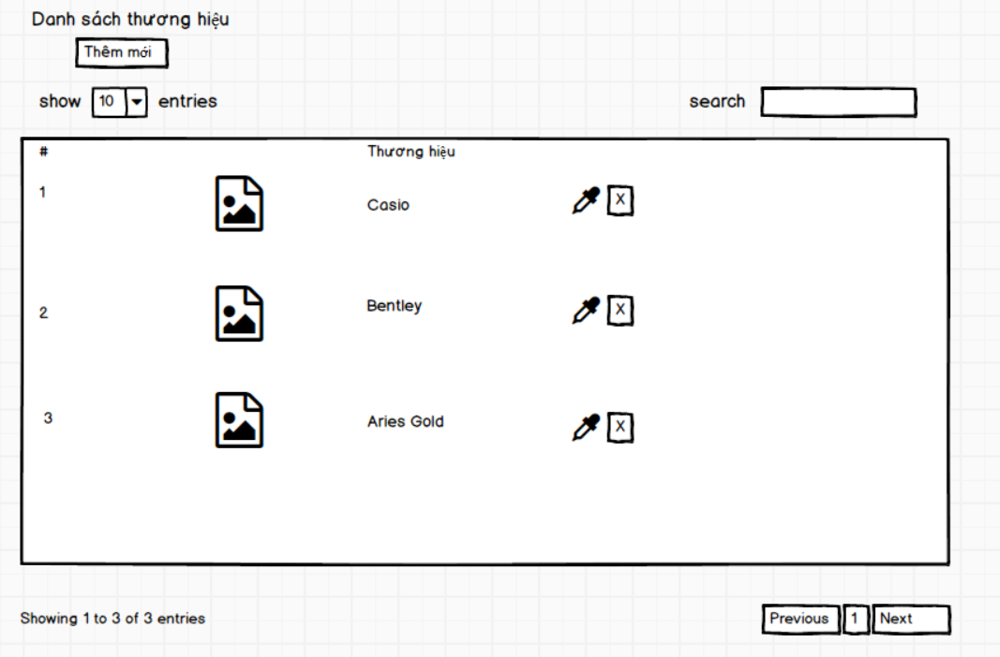 Danh sách thương hiệu
Thêm mới
show 10 entries search
# Thương hiệu
1 Casio X
2 Bentley X
3 Aries Gold X
Showing 1 to 3 of 3 entries Previous 1 Next